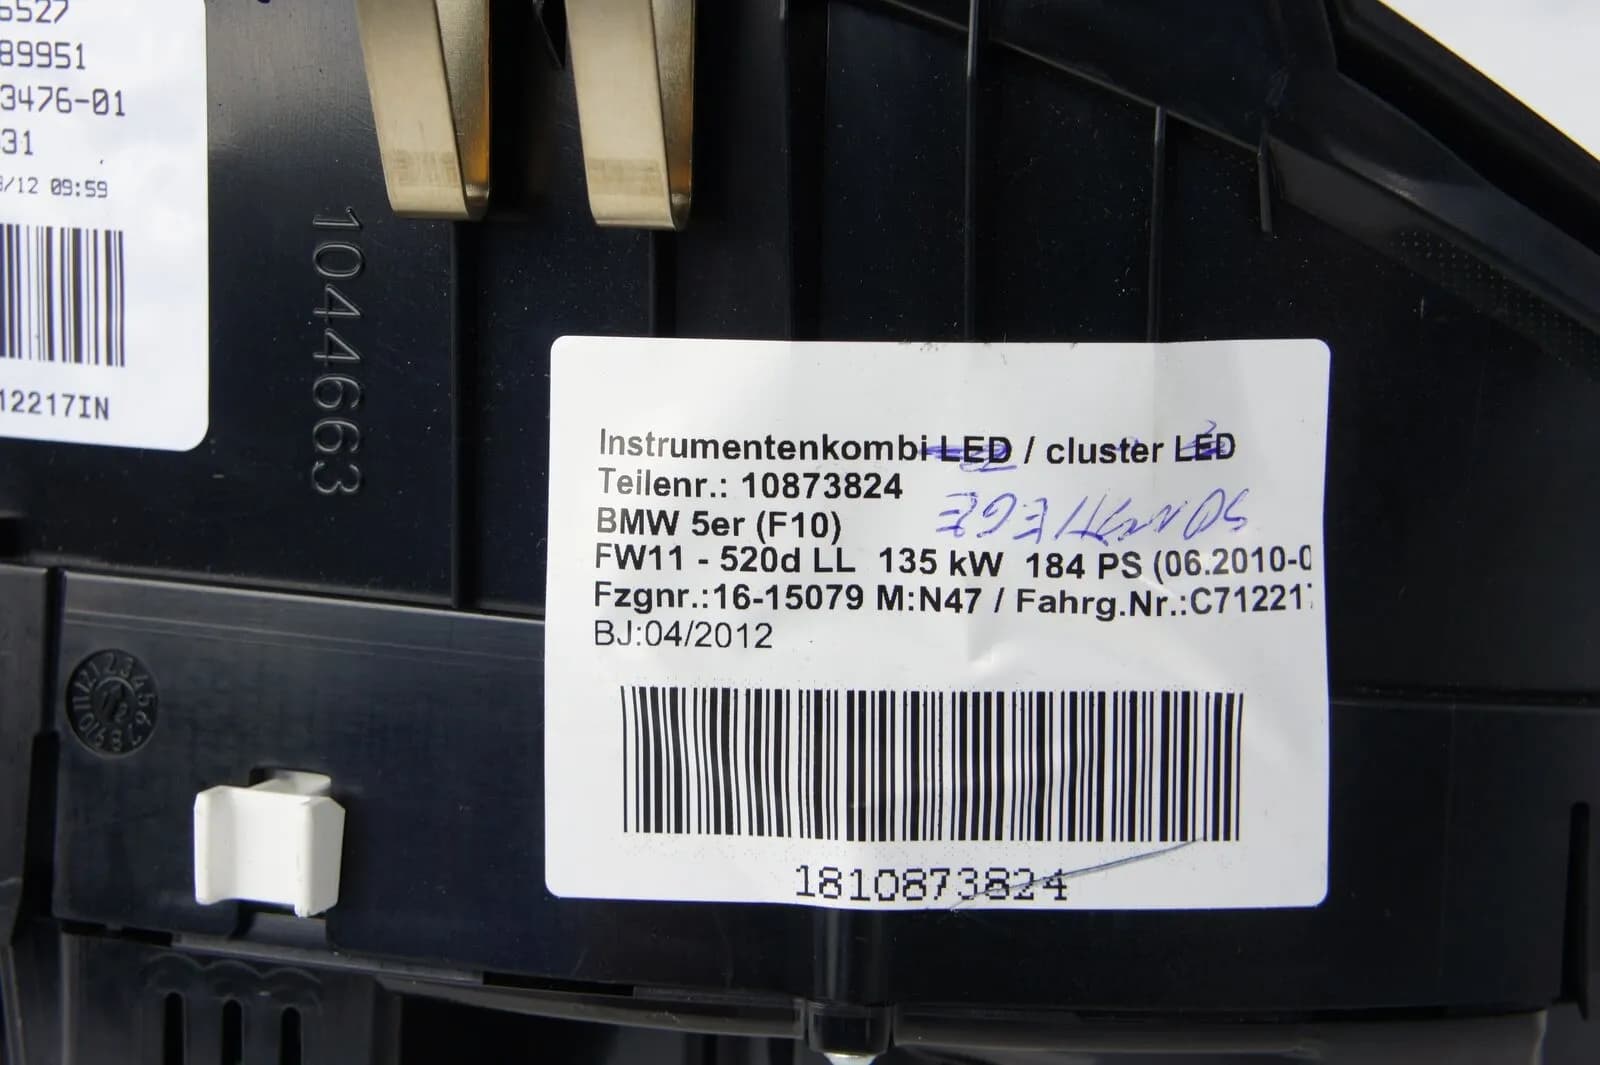 6527
89951
3476-01
31
/12 09:59
12217IN
1044663
Instrumentenkombi LED / cluster LED
Teilenr.: 10873824
BMW 5er (F10)
FW11 - 520d LL 135 kW 184 PS (06.2010-0
Fzgnr.:16-15079 M:N47 / Fahrg.Nr.:C71221
BJ:04/2012
1810873824